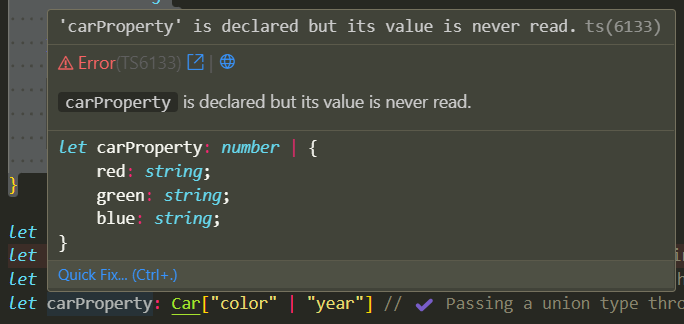 'carProperty' is declared but its value is never read. ts(6133)
Error(TS6133) |
carProperty is declared but its value is never read.
let carProperty: number | {
    red: string;
    green: string;
    blue: string;
}
}
Quick Fix... (Ctrl+.)
let
let
let
let carProperty: Car["color" | "year"] // ✔ Passing a union type